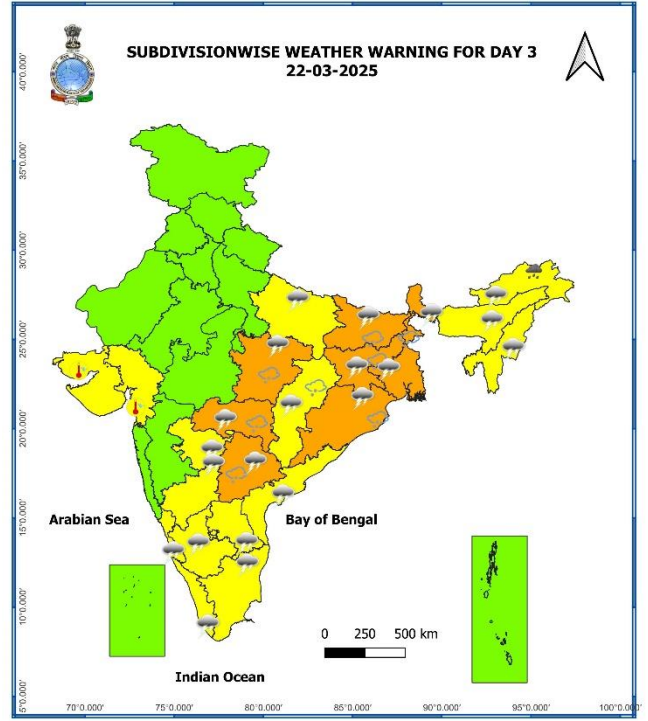 SUBDIVISIONWISE WEATHER WARNING FOR DAY 3
22-03-2025
40°0.000'
35°0.000'
30°0.000'
25°0.000'
20°0.000'
15°0.000'
10°0.000'
5°0.000'
Arabian Sea
Bay of Bengal
0 250 500 km
Indian Ocean
70°0.000' 75°0.000' 80°0.000' 85°0.000' 90°0.000' 95°0.000' 100°0.000'